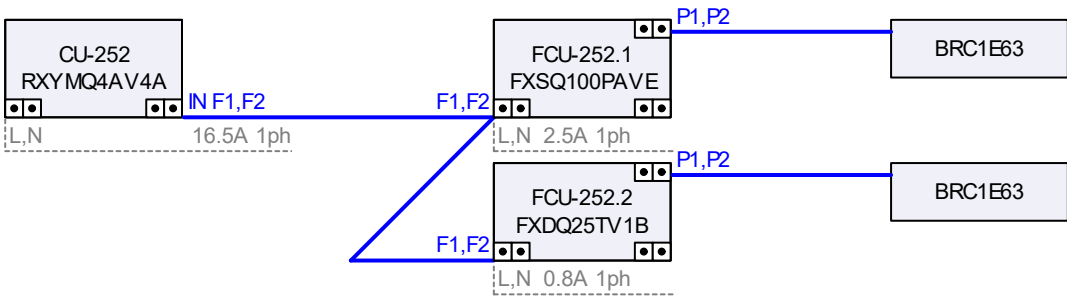 P1,P2
CU-252
RXYMQ4AV4A
FCU-252.1
FXSQ100PAVE
BRC1E63
IN F1,F2
F1,F2
L,N 16.5A 1ph
L,N 2.5A 1ph
P1,P2
FCU-252.2
FXDQ25TV1B
BRC1E63
F1,F2
L,N 0.8A 1ph